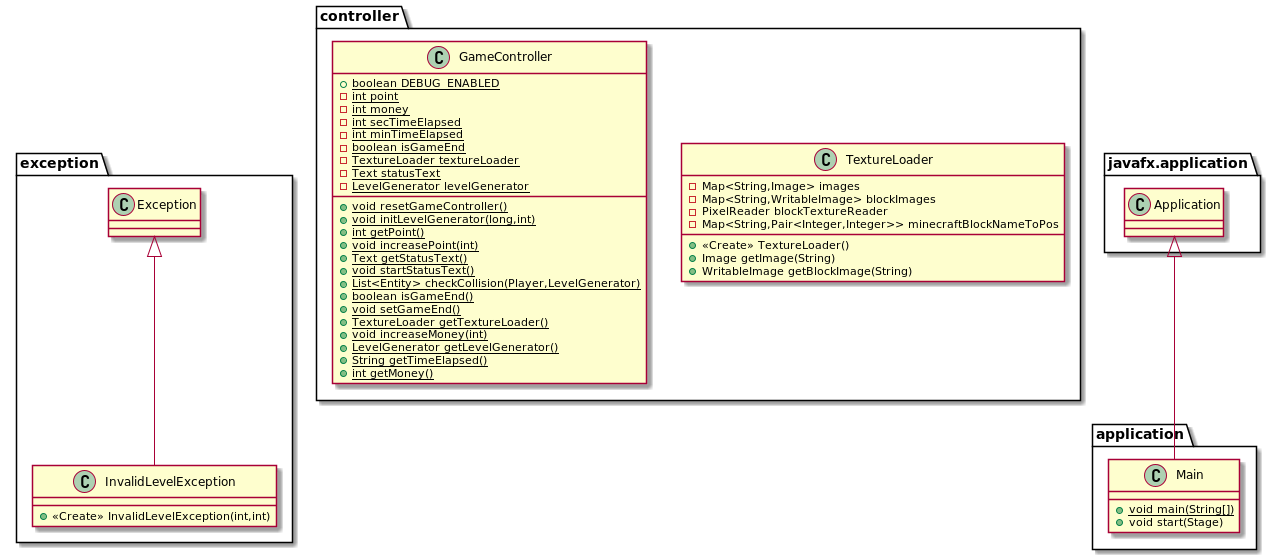 controller
C GameController
boolean DEBUG_ENABLED
int point
int money
int secTimeElapsed
int minTimeElapsed
boolean isGameEnd
TextureLoader textureLoader
Text statusText
LevelGenerator levelGenerator
void resetGameController()
void initLevelGenerator(long,int)
int getPoint()
void increasePoint(int)
Text getStatusText()
void startStatusText()
List<Entity> checkCollision(Player,LevelGenerator)
boolean isGameEnd()
void setGameEnd()
TextureLoader getTextureLoader()
void increaseMoney(int)
LevelGenerator getLevelGenerator()
String getTimeElapsed()
int getMoney()
C TextureLoader
Map<String,Image> images
Map<String,WritableImage> blockImages
PixelReader blockTextureReader
Map<String,Pair<Integer,Integer>> minecraftBlockNameToPos
«Create» TextureLoader()
Image getImage(String)
WritableImage getBlockImage(String)
exception
C Exception
C InvalidLevelException
«Create» InvalidLevelException(int,int)
javafx.application
C Application
application
C Main
void main(String[])
void start(Stage)